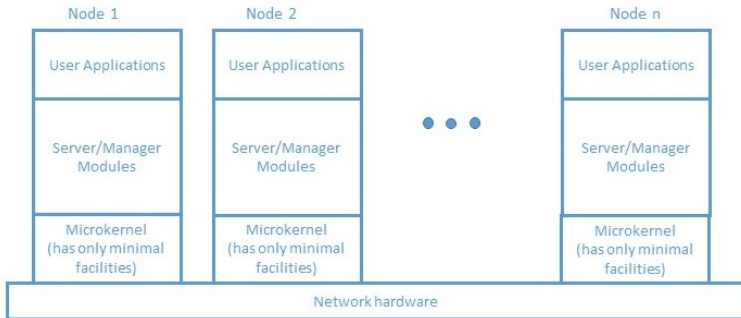 Node 1
Node 2
Node n
User Applications
User Applications
User Applications
Server/Manager
Modules
Server/Manager
Modules
Server/Manager
Modules
Microkernel
(has only minimal
facilities)
Microkernel
(has only minimal
facilities)
Microkernel
(has only minimal
facilities)
Network hardware